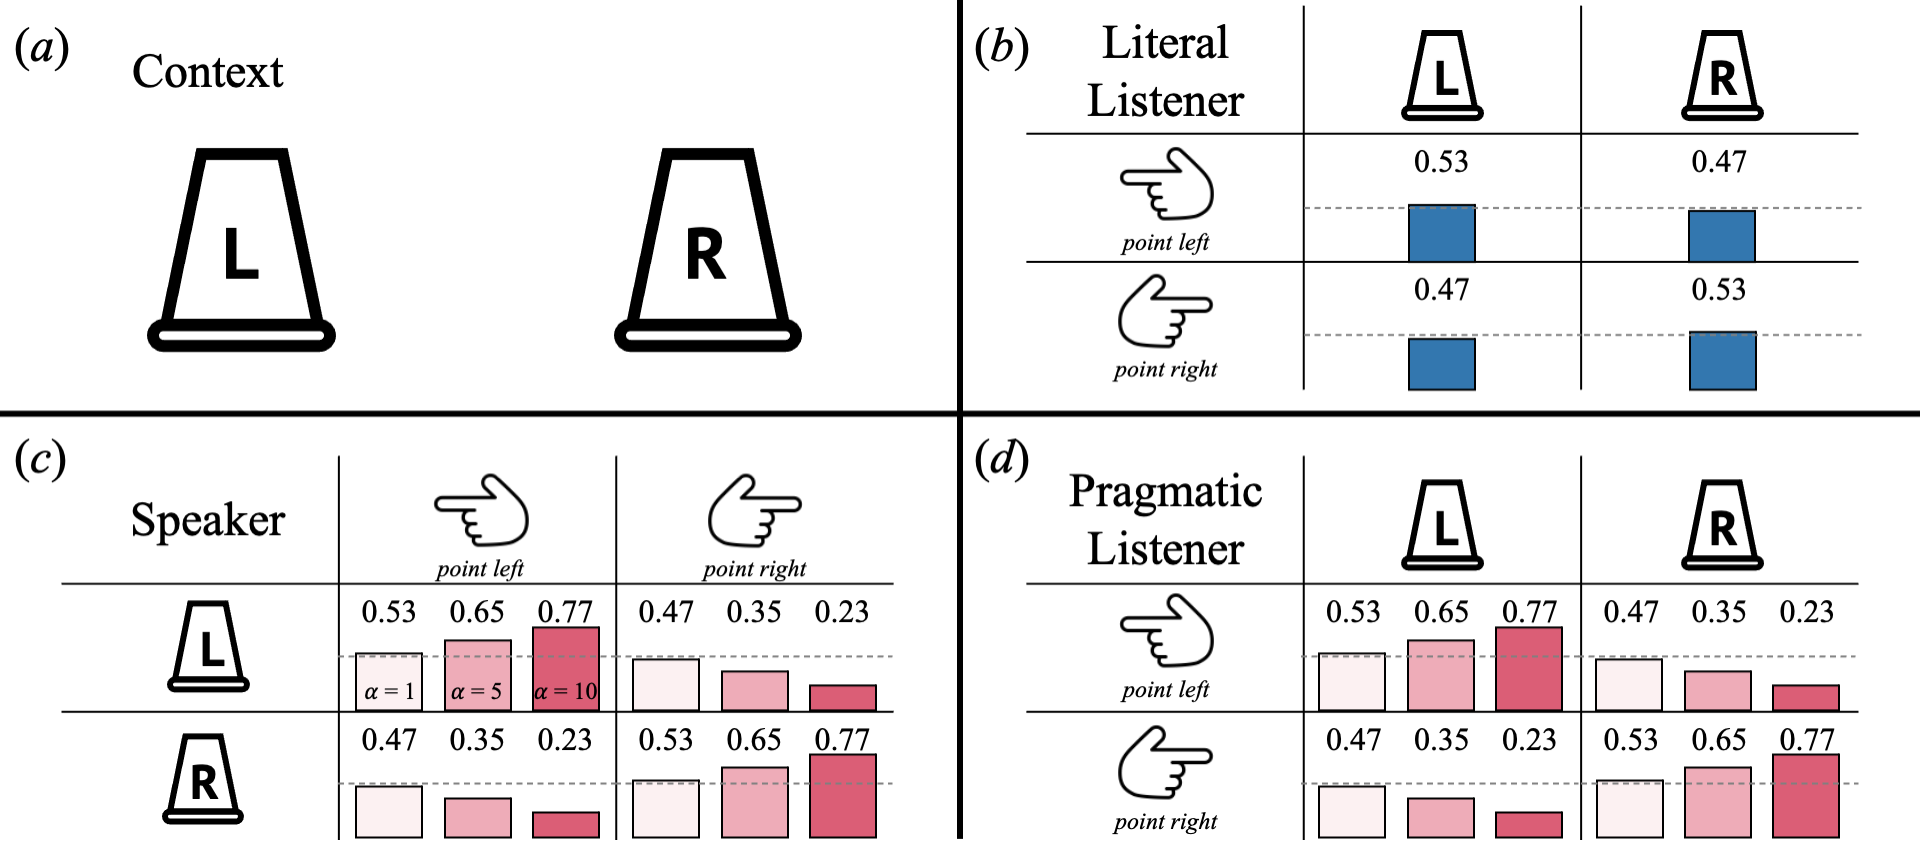 (a)
Context
L R
(b)
Literal
Listener
L R
0.53 0.47
point left
0.47 0.53
point right
(c)
Speaker
point left point right
L
0.53 0.65 0.77 0.47 0.35 0.23
α = 1 α = 5 α = 10
R
0.47 0.35 0.23 0.53 0.65 0.77
(d)
Pragmatic
Listener
L R
0.53 0.65 0.77 0.47 0.35 0.23
point left
0.47 0.35 0.23 0.53 0.65 0.77
point right